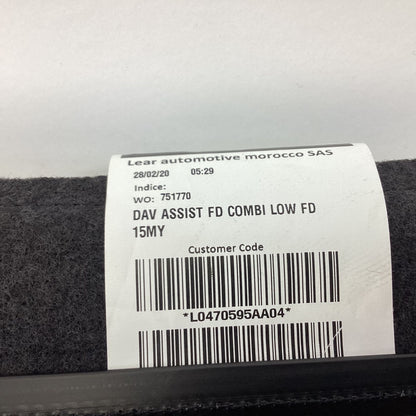 Lear automotive morocco SAS
28/02/20 05:29
Indice:
WO: 751770
DAV ASSIST FD COMBI LOW FD
15MY
Customer Code
*L0470595AA04*